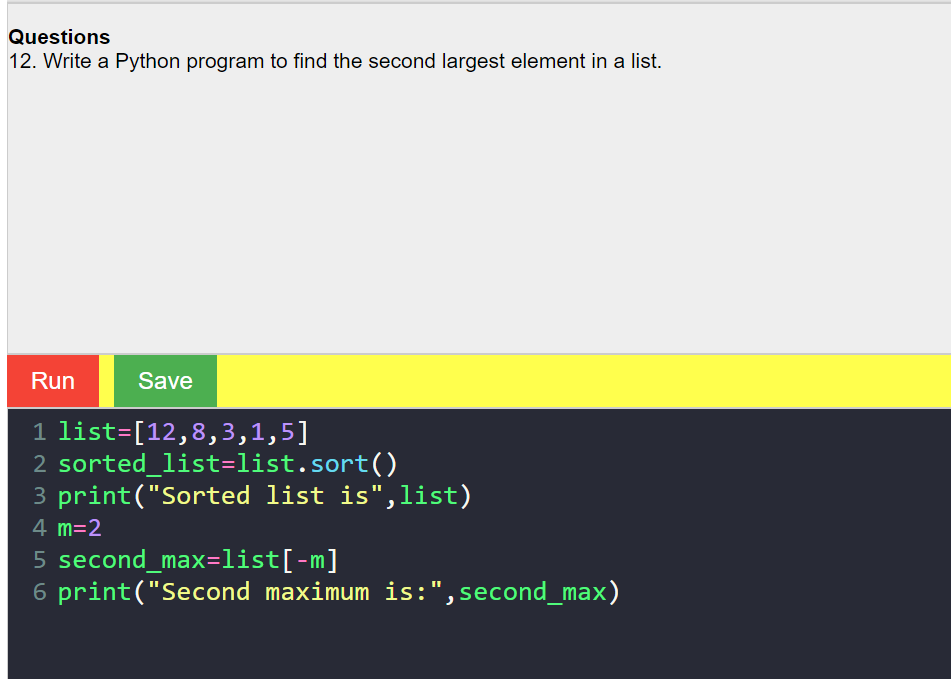 Questions
12. Write a Python program to find the second largest element in a list.
Run Save
1 list=[12,8,3,1,5]
2 sorted_list=list.sort()
3 print("Sorted list is",list)
4 m=2
5 second_max=list[-m]
6 print("Second maximum is:",second_max)